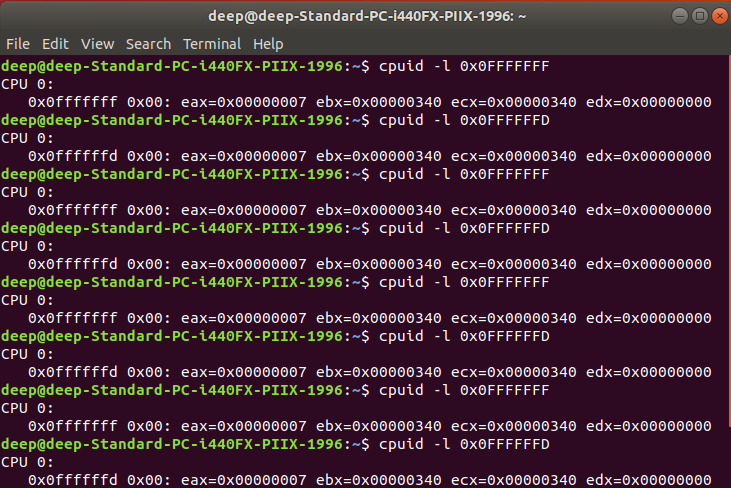 deep@deep-Standard-PC-i440FX-PIIX-1996: ~
File Edit View Search Terminal Help
deep@deep-Standard-PC-i440FX-PIIX-1996:~$ cpuid -l 0x0FFFFFFF
CPU 0:
   0x0fffffff 0x00: eax=0x00000007 ebx=0x00000340 ecx=0x00000340 edx=0x00000000
deep@deep-Standard-PC-i440FX-PIIX-1996:~$ cpuid -l 0x0FFFFFFD
CPU 0:
   0x0ffffffd 0x00: eax=0x00000007 ebx=0x00000340 ecx=0x00000340 edx=0x00000000
deep@deep-Standard-PC-i440FX-PIIX-1996:~$ cpuid -l 0x0FFFFFFF
CPU 0:
   0x0fffffff 0x00: eax=0x00000007 ebx=0x00000340 ecx=0x00000340 edx=0x00000000
deep@deep-Standard-PC-i440FX-PIIX-1996:~$ cpuid -l 0x0FFFFFFD
CPU 0:
   0x0ffffffd 0x00: eax=0x00000007 ebx=0x00000340 ecx=0x00000340 edx=0x00000000
deep@deep-Standard-PC-i440FX-PIIX-1996:~$ cpuid -l 0x0FFFFFFF
CPU 0:
   0x0fffffff 0x00: eax=0x00000007 ebx=0x00000340 ecx=0x00000340 edx=0x00000000
deep@deep-Standard-PC-i440FX-PIIX-1996:~$ cpuid -l 0x0FFFFFFD
CPU 0:
   0x0ffffffd 0x00: eax=0x00000007 ebx=0x00000340 ecx=0x00000340 edx=0x00000000
deep@deep-Standard-PC-i440FX-PIIX-1996:~$ cpuid -l 0x0FFFFFFF
CPU 0:
   0x0fffffff 0x00: eax=0x00000007 ebx=0x00000340 ecx=0x00000340 edx=0x00000000
deep@deep-Standard-PC-i440FX-PIIX-1996:~$ cpuid -l 0x0FFFFFFD
CPU 0:
   0x0ffffffd 0x00: eax=0x00000007 ebx=0x00000340 ecx=0x00000340 edx=0x00000000